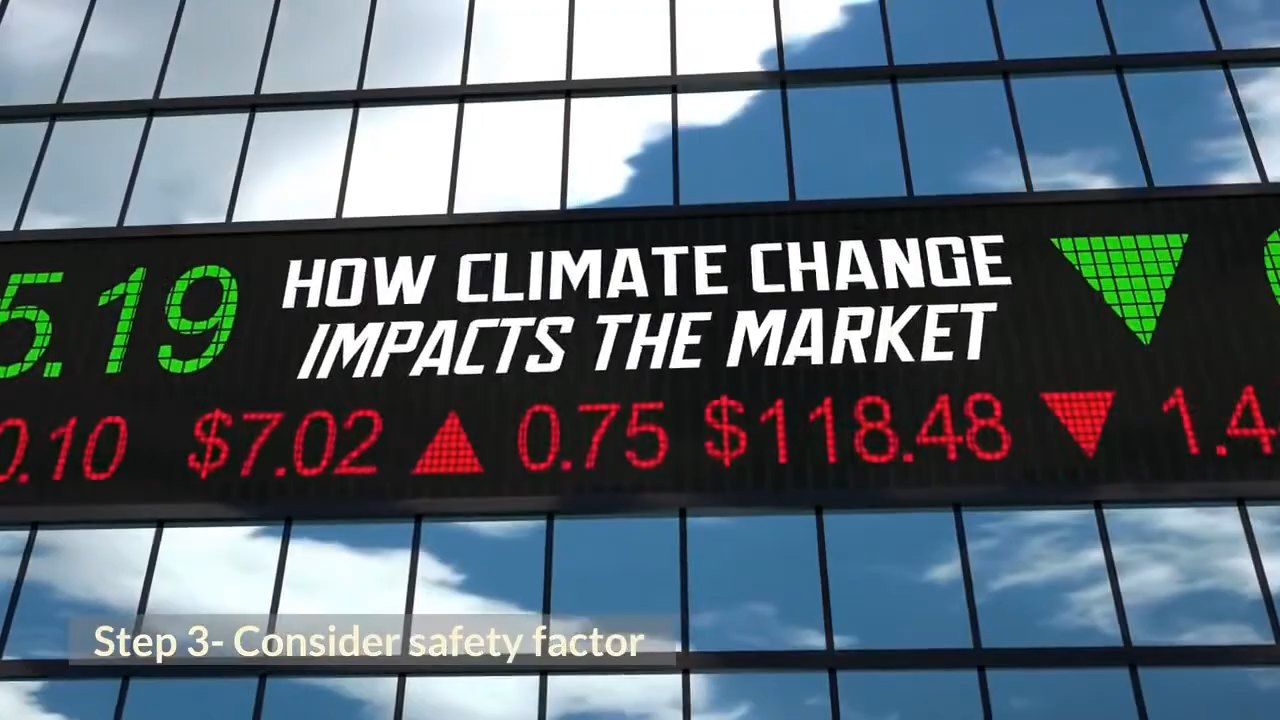 5.19
HOW CLIMATE CHANGE
IMPACTS THE MARKET
0.10 $7.02 0.75 $118.48 1.4
Step 3- Consider safety factor